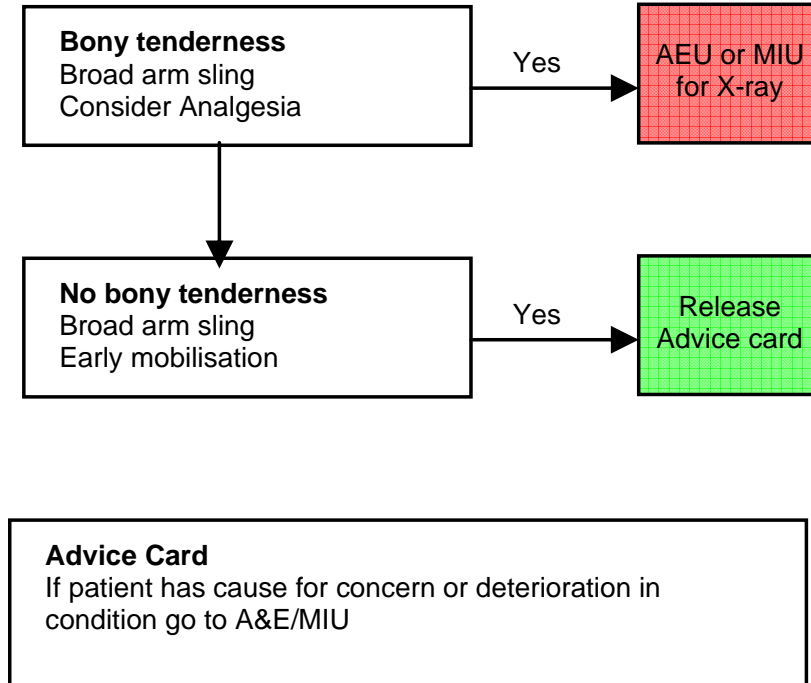 Bony tenderness
Broad arm sling
Consider Analgesia
Yes
AEU or MIU
for X-ray
No bony tenderness
Broad arm sling
Early mobilisation
Yes
Release
Advice card
Advice Card
If patient has cause for concern or deterioration in
condition go to A&E/MIU